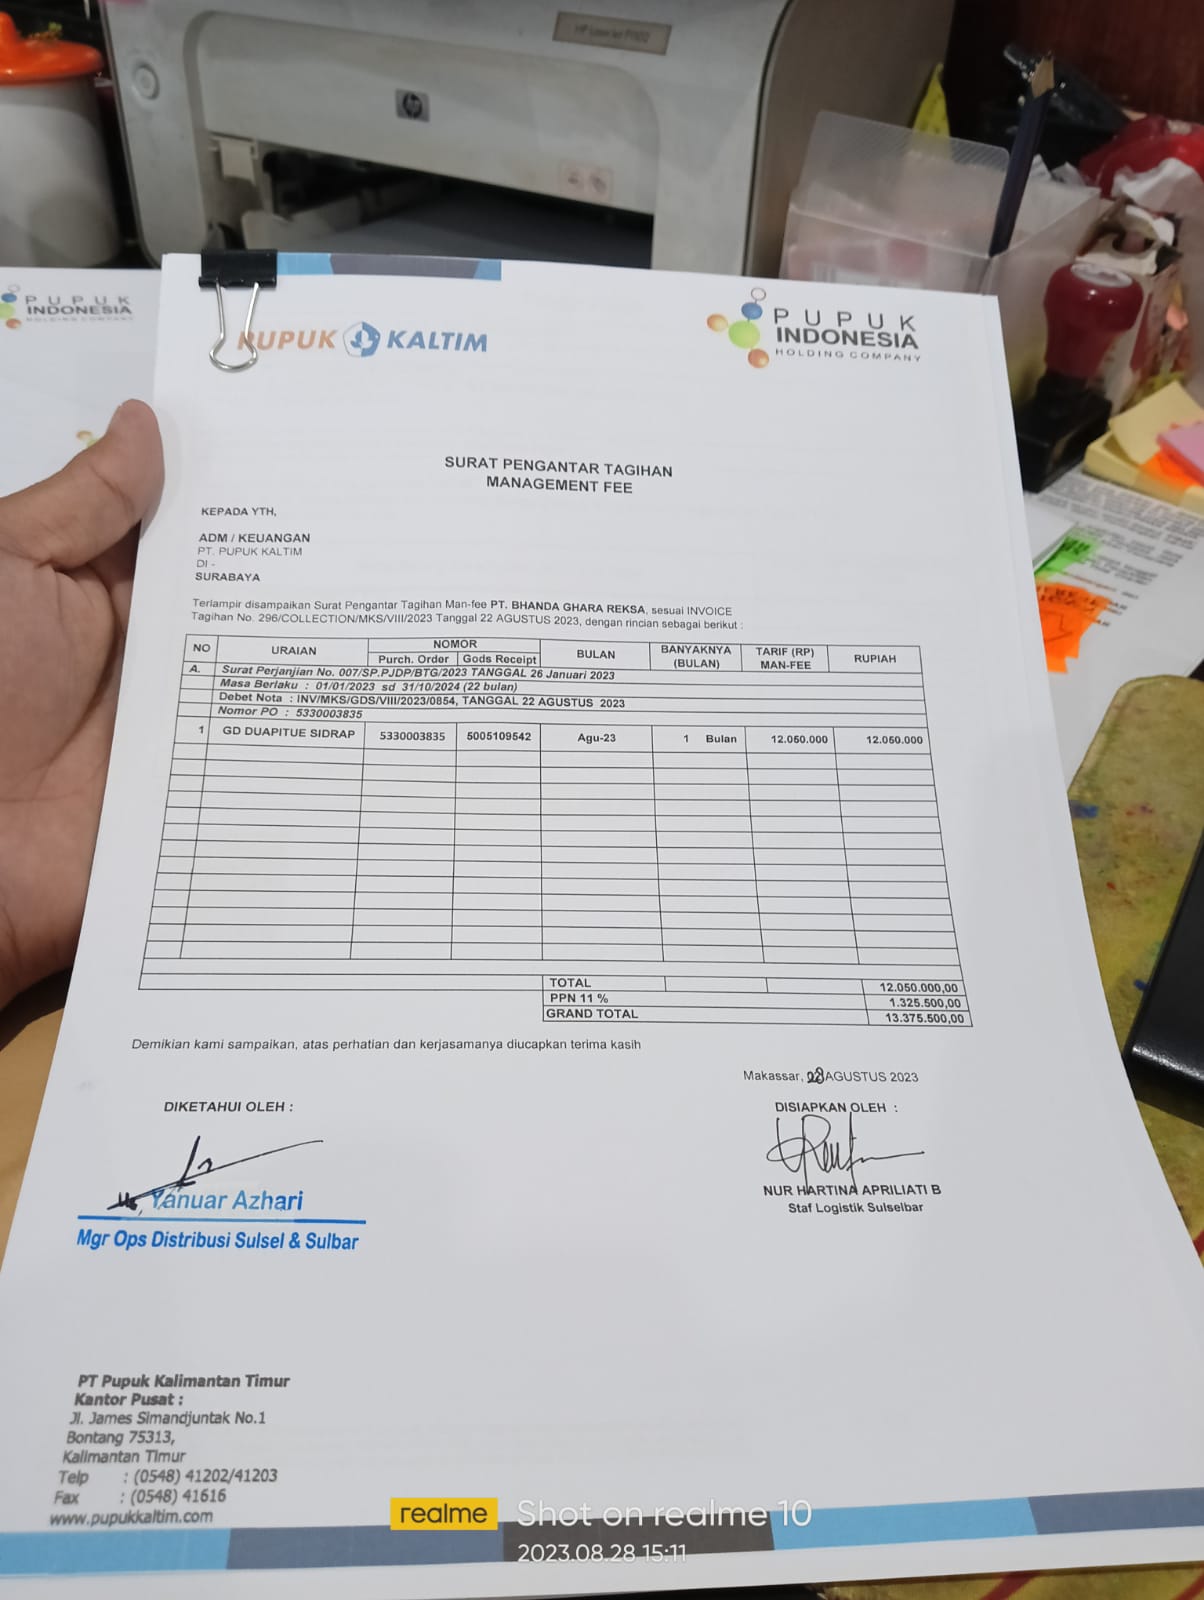 HP LaserJet P1102
hp
PUPUK
INDONESIA
HOLDING COMPANY
PUPUK KALTIM
PUPUK
INDONESIA
HOLDING COMPANY
SURAT PENGANTAR TAGIHAN
MANAGEMENT FEE
KEPADA YTH,
ADM / KEUANGAN
PT. PUPUK KALTIM
DI -
SURABAYA
Terlampir disampaikan Surat Pengantar Tagihan Man-fee PT. BHANDA GHARA REKSA, sesuai INVOICE
Tagihan No. 296/COLLECTION/MKS/VIII/2023 Tanggal 22 AGUSTUS 2023, dengan rincian sebagai berikut :
NO URAIAN NOMOR BULAN BANYAKNYA (BULAN) TARIF (RP) MAN-FEE RUPIAH
Purch. Order Gods Receipt
A. Surat Perjanjian No. 007/SP.PJDP/BTG/2023 TANGGAL 26 Januari 2023
Masa Berlaku : 01/01/2023 sd 31/10/2024 (22 bulan)
Debet Nota : INV/MKS/GDS/VIII/2023/0854, TANGGAL 22 AGUSTUS 2023
Nomor PO : 5330003835
1 GD DUAPITUE SIDRAP 5330003835 5005109542 Agu-23 1 Bulan 12.050.000 12.050.000
TOTAL 12.050.000,00
PPN 11 % 1.325.500,00
GRAND TOTAL 13.375.500,00
Demikian kami sampaikan, atas perhatian dan kerjasamanya diucapkan terima kasih
Makassar, 28 AGUSTUS 2023
DIKETAHUI OLEH :
DISIAPKAN OLEH :
Yanuar Azhari
Mgr Ops Distribusi Sulsel & Sulbar
NUR HARTINA APRILIATI B
Staf Logistik Sulselbar
PT Pupuk Kalimantan Timur
Kantor Pusat :
Jl. James Simandjuntak No.1
Bontang 75313,
Kalimantan Timur
Telp : (0548) 41202/41203
Fax : (0548) 41616
www.pupukkaltim.com
realme Shot on realme 10
2023.08.28 15:11